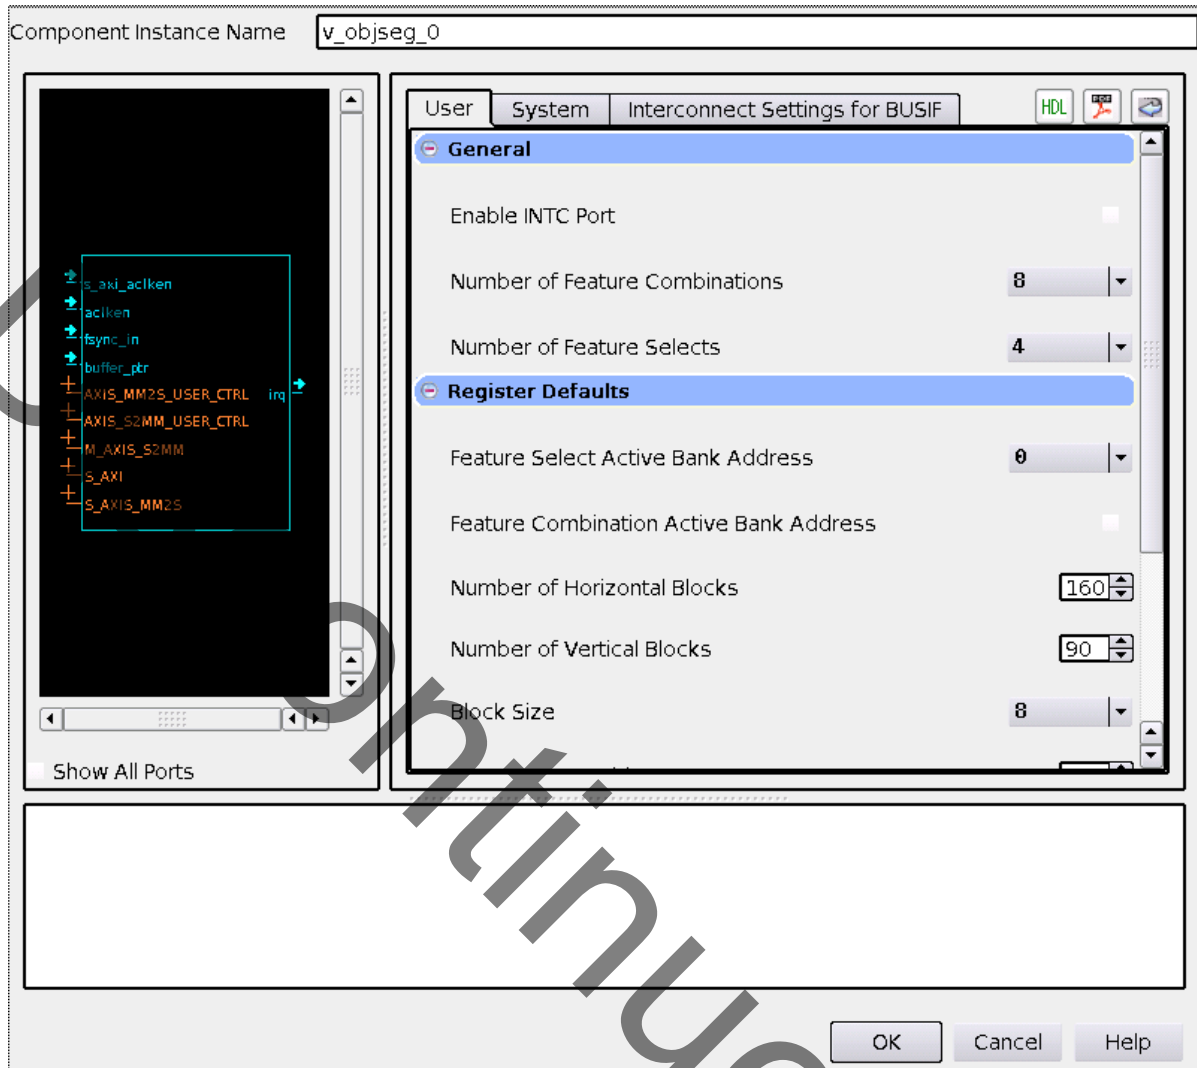 Component Instance Name v_objseg_0
User System Interconnect Settings for BUSIF HDL PDF
General
Enable INTC Port
Number of Feature Combinations 8
Number of Feature Selects 4
Register Defaults
Feature Select Active Bank Address 0
Feature Combination Active Bank Address
Number of Horizontal Blocks 160
Number of Vertical Blocks 90
Block Size 8
s_axi_aclken
aclken
fsync_in
buffer_ptr
AXIS_MM2S_USER_CTRL irq
AXIS_S2MM_USER_CTRL
M_AXIS_S2MM
S_AXI
S_AXIS_MM2S
Show All Ports
OK Cancel Help